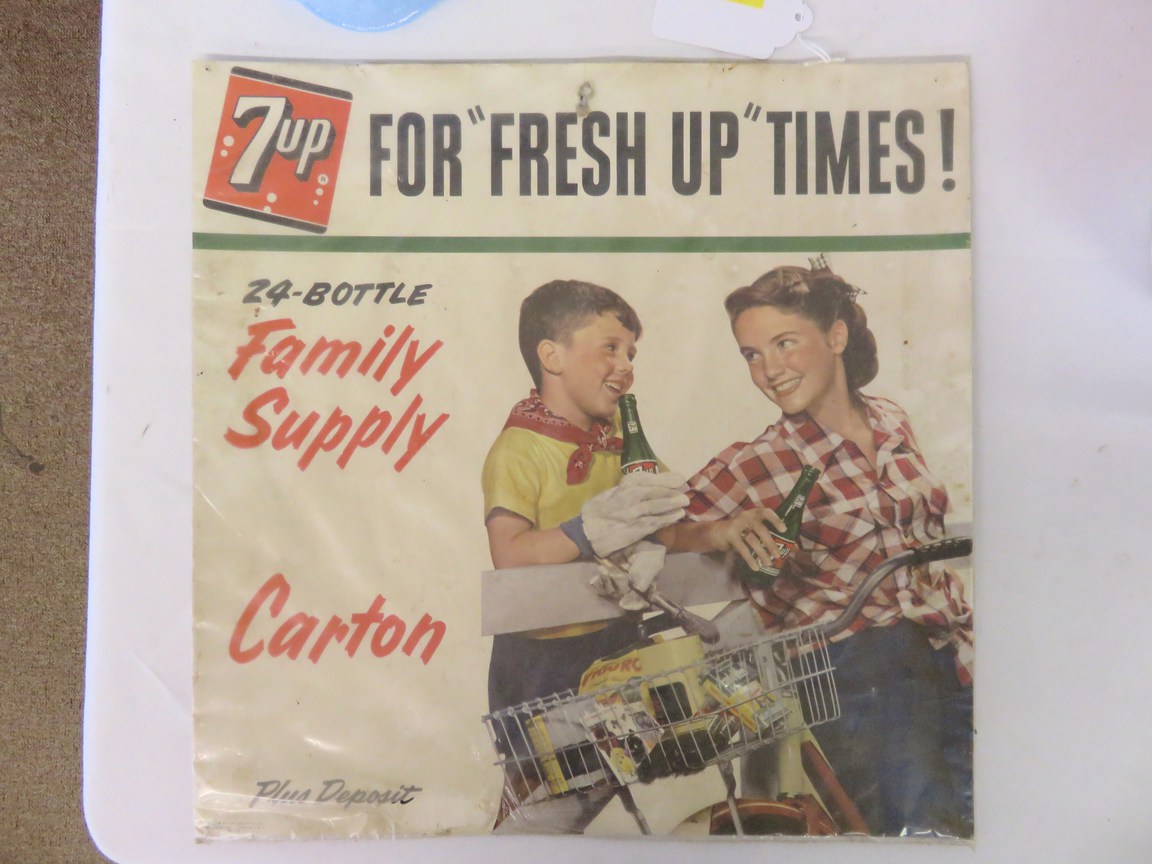 7up
FOR "FRESH UP" TIMES!
24-BOTTLE
Family
Supply
Carton
Plus Deposit